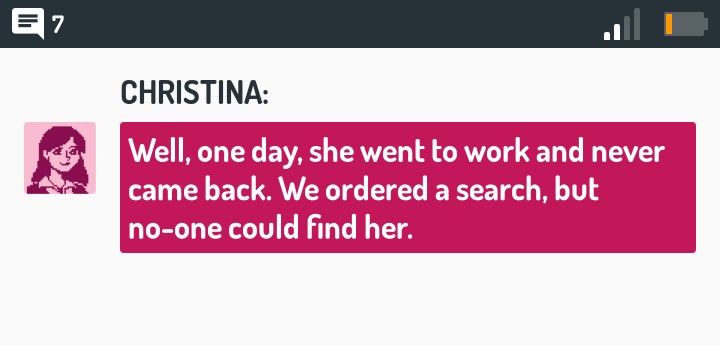 7
CHRISTINA:
Well, one day, she went to work and never
came back. We ordered a search, but
no-one could find her.